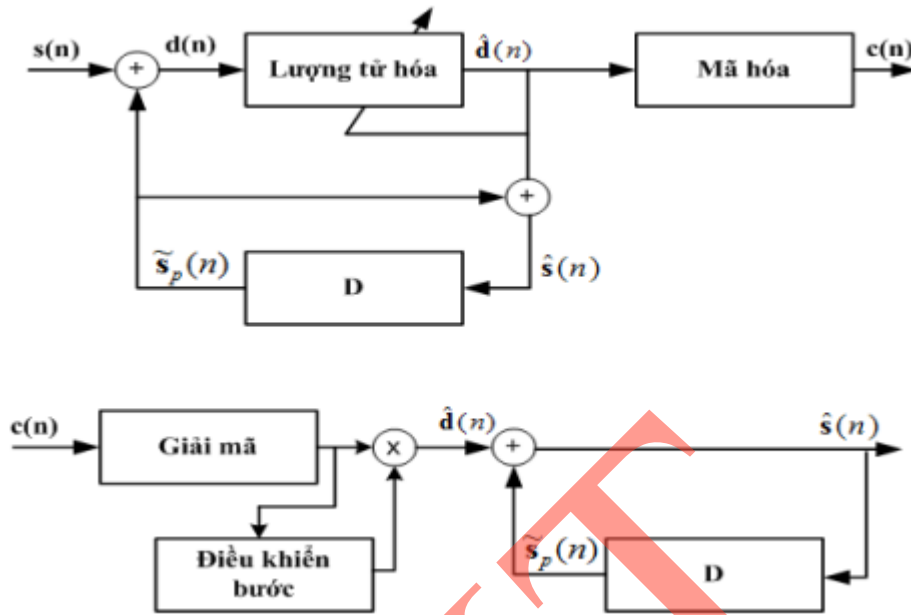 s(n)
+
d(n)
Lượng tử hóa
d̂(n)
Mã hóa
c(n)
+
s̃ₚ(n)
D
ŝ(n)
c(n)
Giải mã
x
d̂(n)
+
ŝ(n)
Điều khiển
bước
s̃ₚ(n)
D